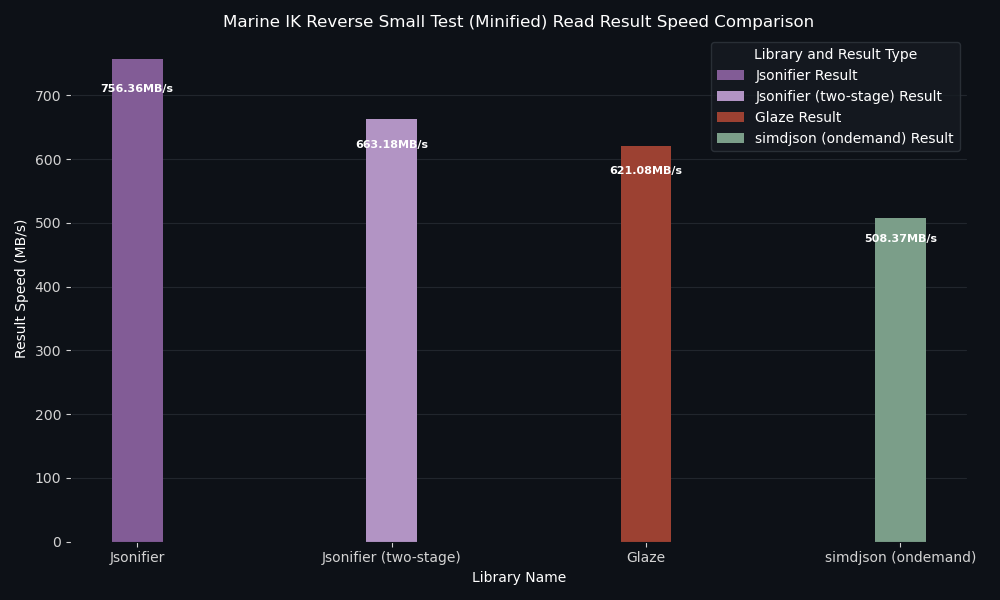 Marine IK Reverse Small Test (Minified) Read Result Speed Comparison
Library and Result Type
Jsonifier Result
Jsonifier (two-stage) Result
Glaze Result
simdjson (ondemand) Result
756.36MB/s
663.18MB/s
621.08MB/s
508.37MB/s
Result Speed (MB/s)
700
600
500
400
300
200
100
0
Jsonifier
Jsonifier (two-stage)
Glaze
simdjson (ondemand)
Library Name